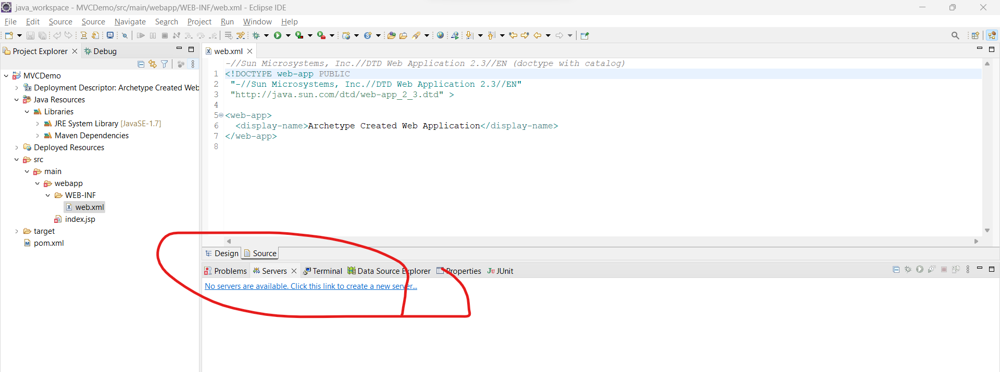 java_workspace - MVCDemo/src/main/webapp/WEB-INF/web.xml - Eclipse IDE
File Edit Source Source Navigate Search Project Run Window Help
Project Explorer Debug
web.xml
MVCDemo
Deployment Descriptor: Archetype Created Web
Java Resources
Libraries
JRE System Library [JavaSE-1.7]
Maven Dependencies
Deployed Resources
src
main
webapp
WEB-INF
web.xml
index.jsp
target
pom.xml
-//Sun Microsystems, Inc.//DTD Web Application 2.3//EN (doctype with catalog)
1 <!DOCTYPE web-app PUBLIC
2 "-//Sun Microsystems, Inc.//DTD Web Application 2.3//EN"
3 "http://java.sun.com/dtd/web-app_2_3.dtd" >
4
5 <web-app>
6 <display-name>Archetype Created Web Application</display-name>
7 </web-app>
8
Design Source
Problems Servers Terminal Data Source Explorer Properties Ju JUnit
No servers are available. Click this link to create a new server...